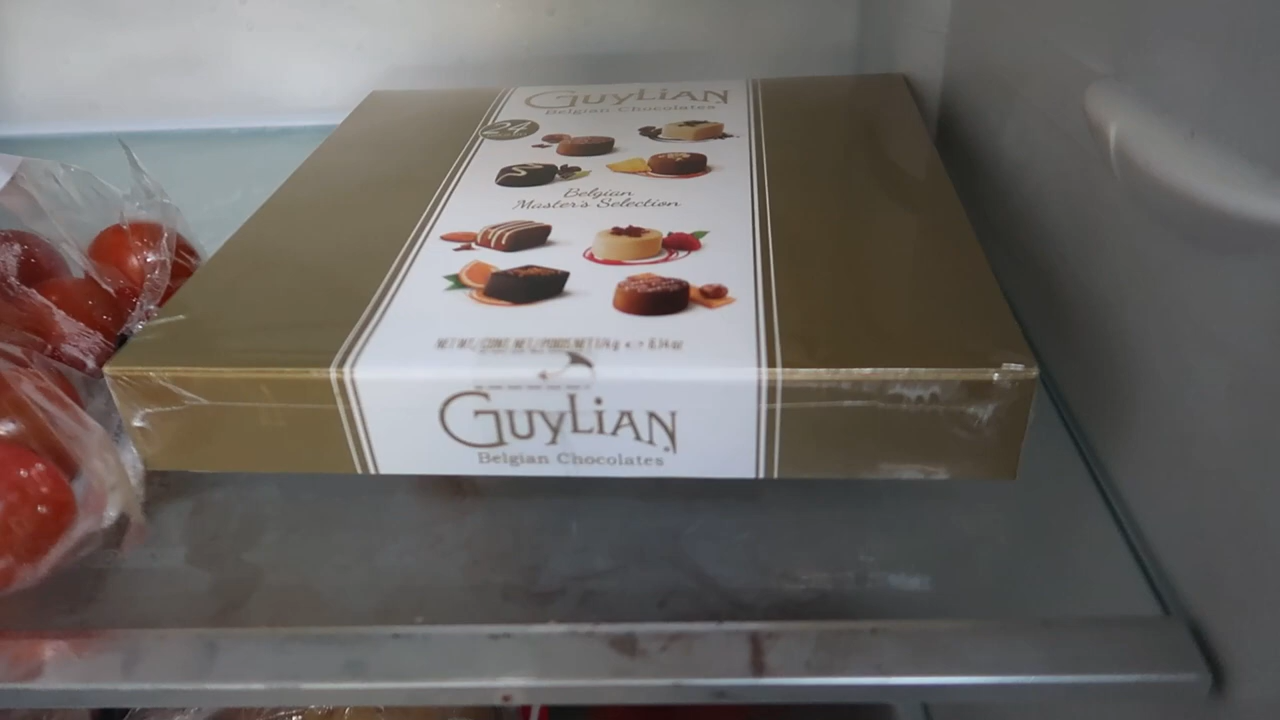 GUYLIAN
Belgian Chocolates
24
Belgian
Master's Selection
GUYLIAN
Belgian Chocolates